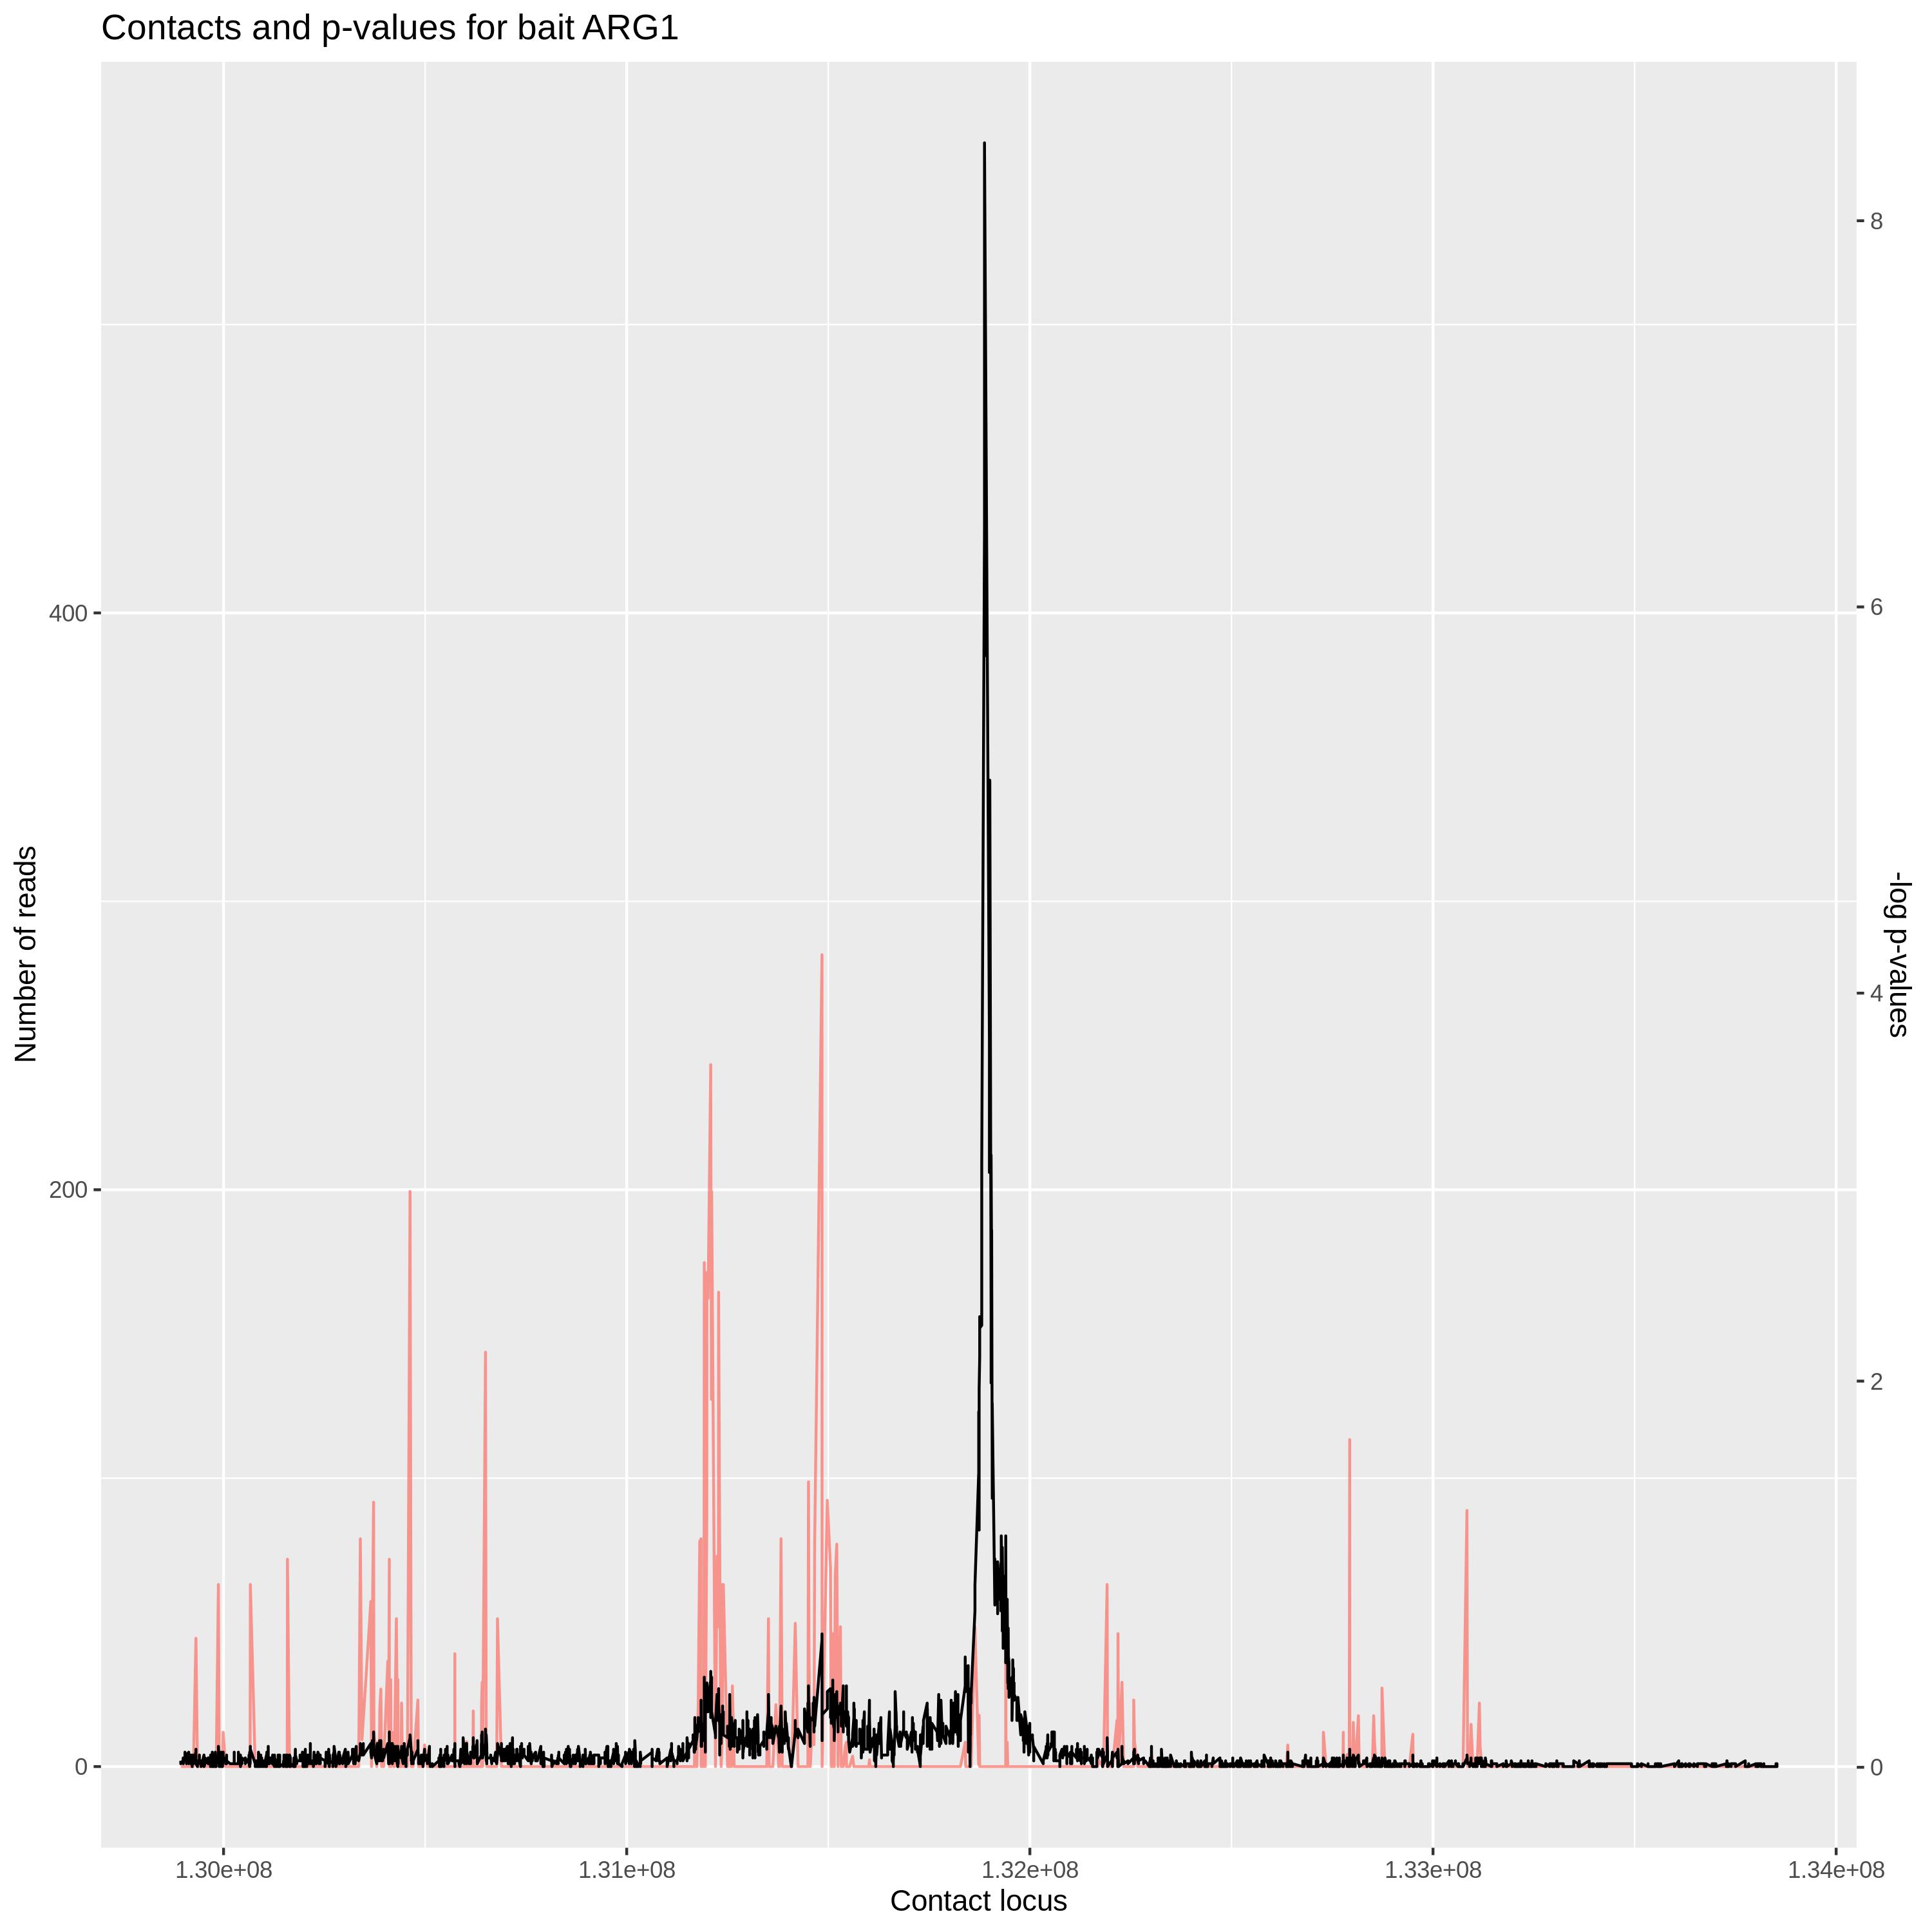 Contacts and p-values for bait ARG1
Number of reads
400
200
0
8
6
4
2
0
-log p-values
1.30e+08
1.31e+08
1.32e+08
1.33e+08
1.34e+08
Contact locus